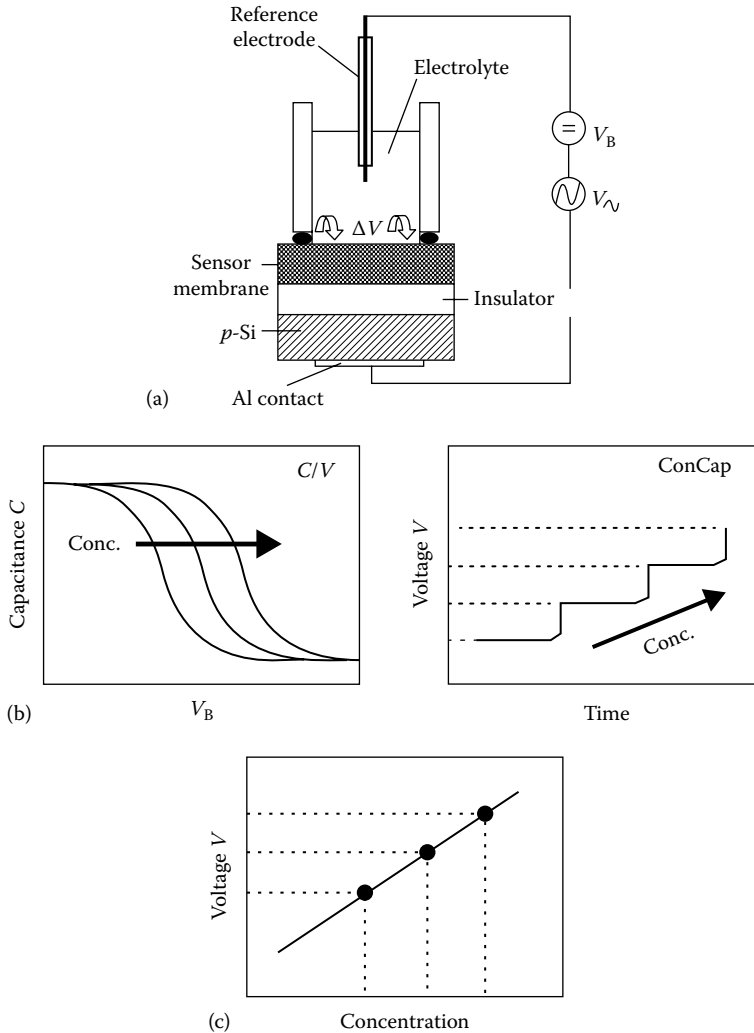 Reference
electrode
Electrolyte
= V_B
V_∿
ΔV
Sensor
membrane
Insulator
p-Si
Al contact
(a)
C/V
Conc.
Capacitance C
V_B
(b)
ConCap
Voltage V
Conc.
Time
Voltage V
Concentration
(c)